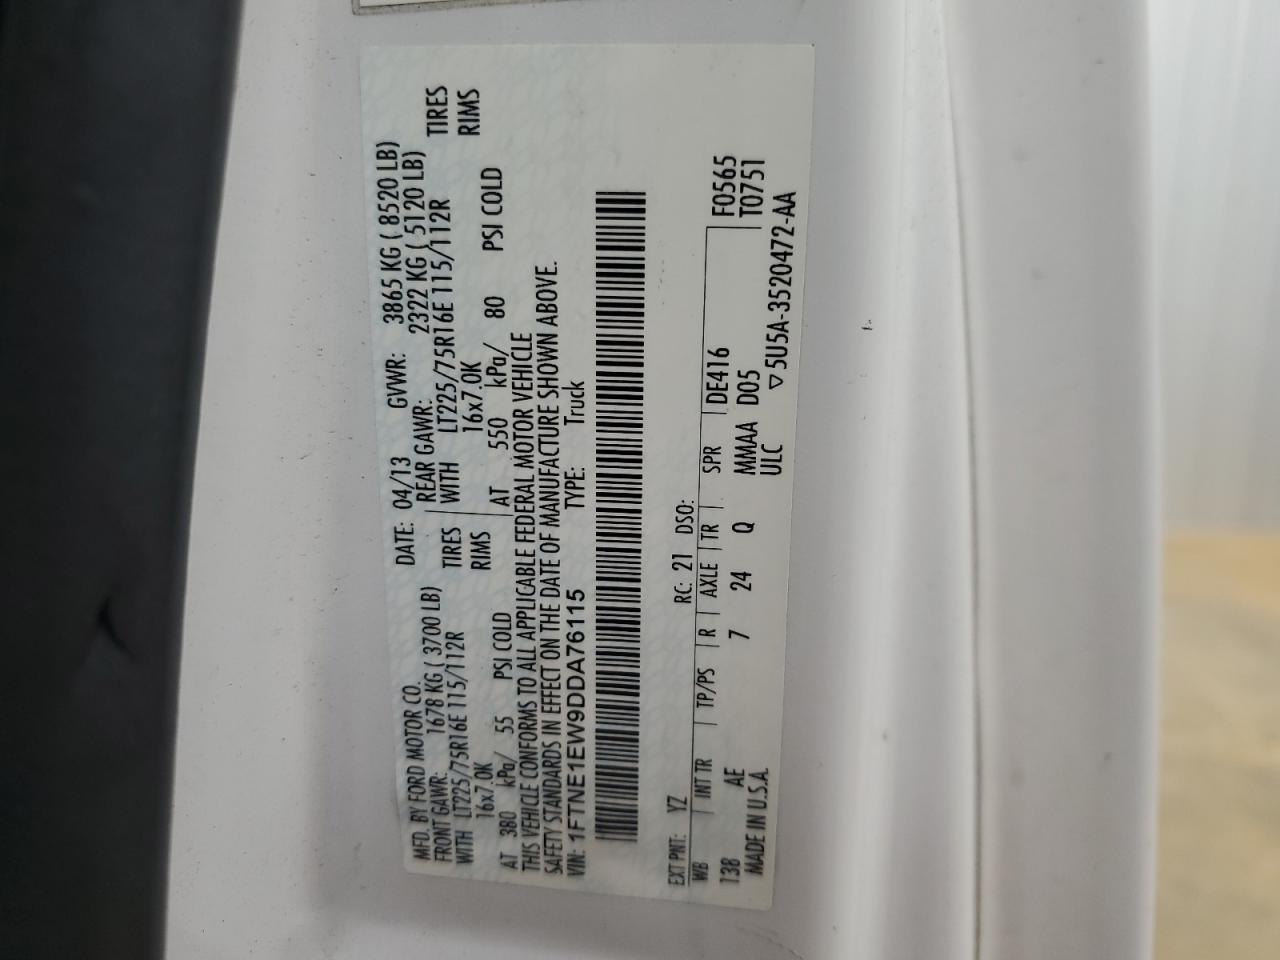 MFD. BY FORD MOTOR CO. DATE: 04/13 GVWR: 3865 KG ( 8520 LB)
FRONT GAWR: 1678 KG ( 3700 LB) REAR GAWR: 2322 KG ( 5120 LB)
WITH LT225/75R16E 115/112R TIRES WITH LT225/75R16E 115/112R TIRES
16x7.0K RIMS 16x7.0K RIMS
AT 380 kPa/ 55 PSI COLD AT 550 kPa/ 80 PSI COLD
THIS VEHICLE CONFORMS TO ALL APPLICABLE FEDERAL MOTOR VEHICLE
SAFETY STANDARDS IN EFFECT ON THE DATE OF MANUFACTURE SHOWN ABOVE.
VIN: 1FTNE1EW9DDA76115 TYPE: Truck
EXT PNT: YZ RC: 21 DSO:
WB INT TR TP/PS R AXLE TR SPR DE416 F0565
138 AE 7 24 Q MMAA D05 T0751
MADE IN U.S.A. ULC ▽5U5A-3520472-AA